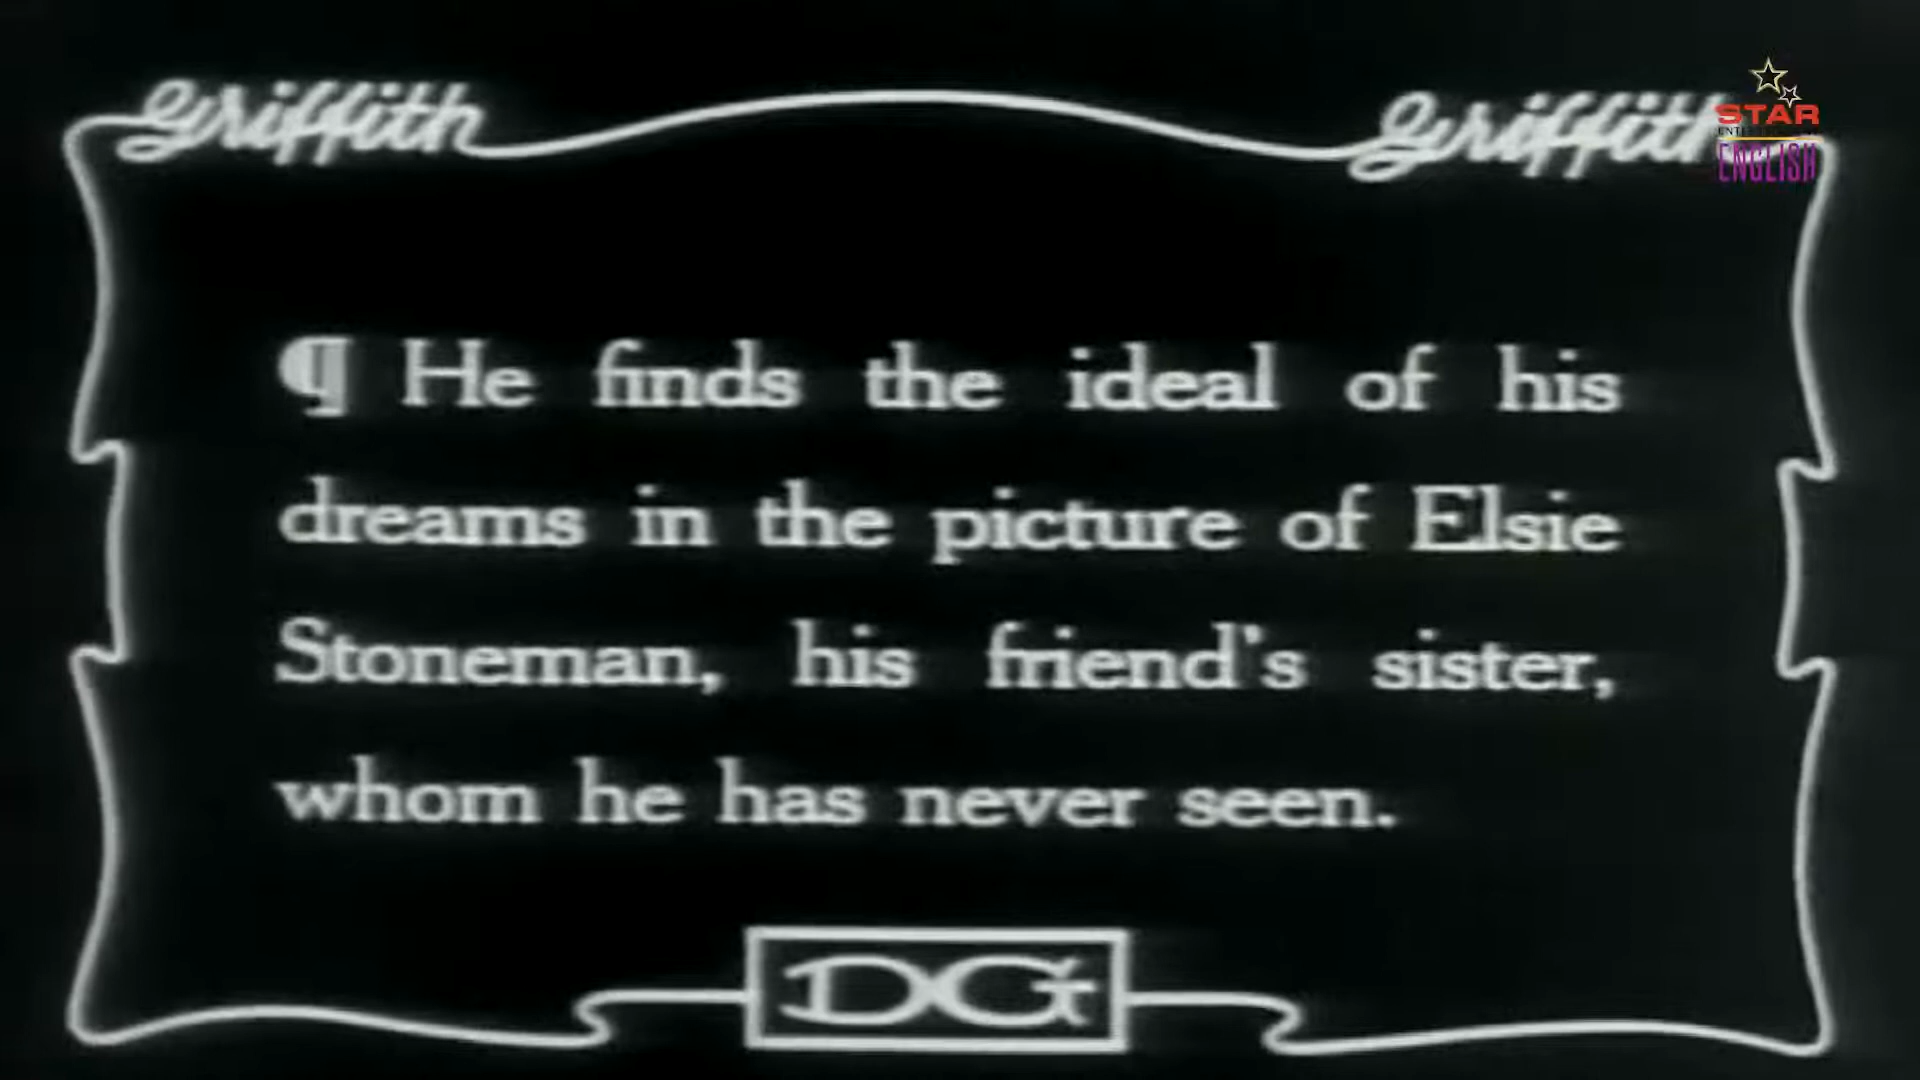 Griffith Griffith
STAR
ENGLISH
¶ He finds the ideal of his
dreams in the picture of Elsie
Stoneman, his friend's sister,
whom he has never seen.
DG